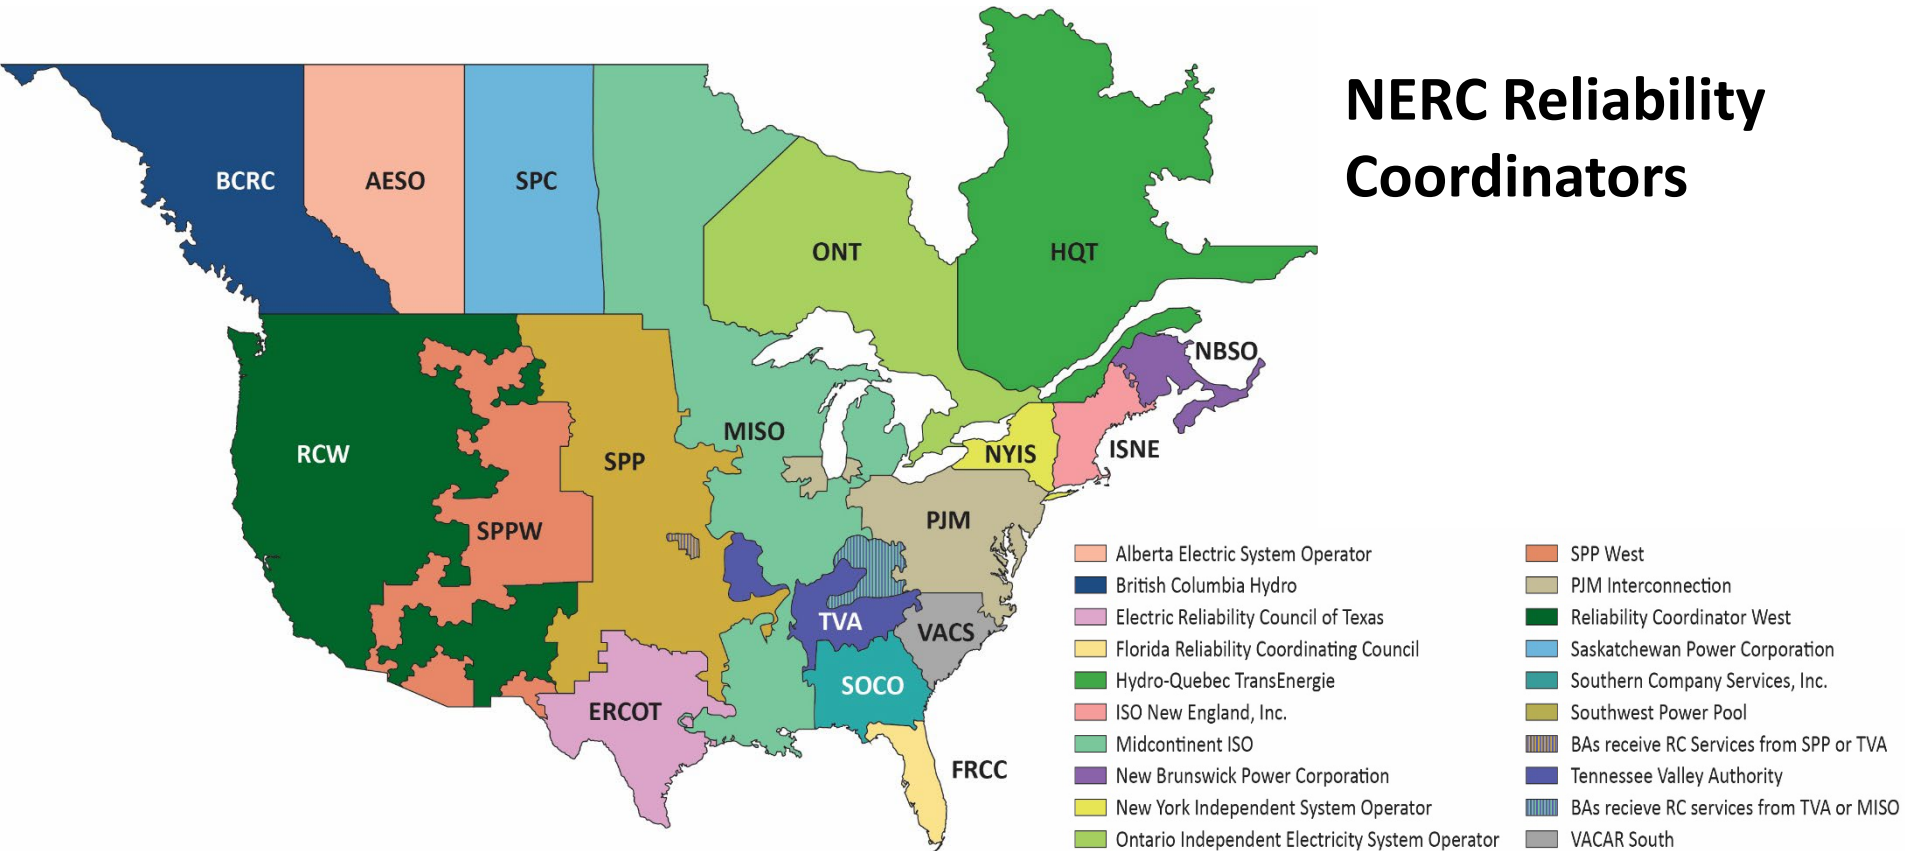 NERC Reliability
Coordinators
BCRC
AESO
SPC
ONT
HQT
NBSO
MISO
RCW
SPP
NYIS
ISNE
SPPW
PJM
TVA
VACS
SOCO
ERCOT
FRCC
Alberta Electric System Operator
British Columbia Hydro
Electric Reliability Council of Texas
Florida Reliability Coordinating Council
Hydro-Quebec TransEnergie
ISO New England, Inc.
Midcontinent ISO
New Brunswick Power Corporation
New York Independent System Operator
Ontario Independent Electricity System Operator
SPP West
PJM Interconnection
Reliability Coordinator West
Saskatchewan Power Corporation
Southern Company Services, Inc.
Southwest Power Pool
BAs receive RC Services from SPP or TVA
Tennessee Valley Authority
BAs recieve RC services from TVA or MISO
VACAR South